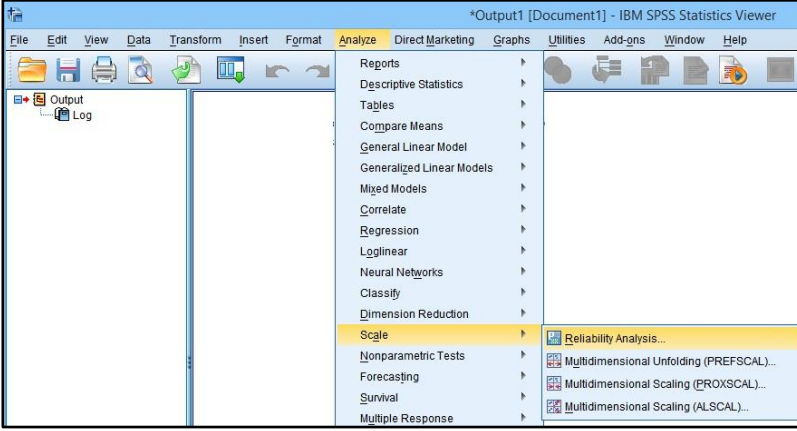 *Output1 [Document1] - IBM SPSS Statistics Viewer
File Edit View Data Transform Insert Format Analyze Direct Marketing Graphs Utilities Add-ons Window Help
Output
Log
Reports
Descriptive Statistics
Tables
Compare Means
General Linear Model
Generalized Linear Models
Mixed Models
Correlate
Regression
Loglinear
Neural Networks
Classify
Dimension Reduction
Scale
Nonparametric Tests
Forecasting
Survival
Multiple Response
Reliability Analysis...
Multidimensional Unfolding (PREFSCAL)...
Multidimensional Scaling (PROXSCAL)...
Multidimensional Scaling (ALSCAL)...